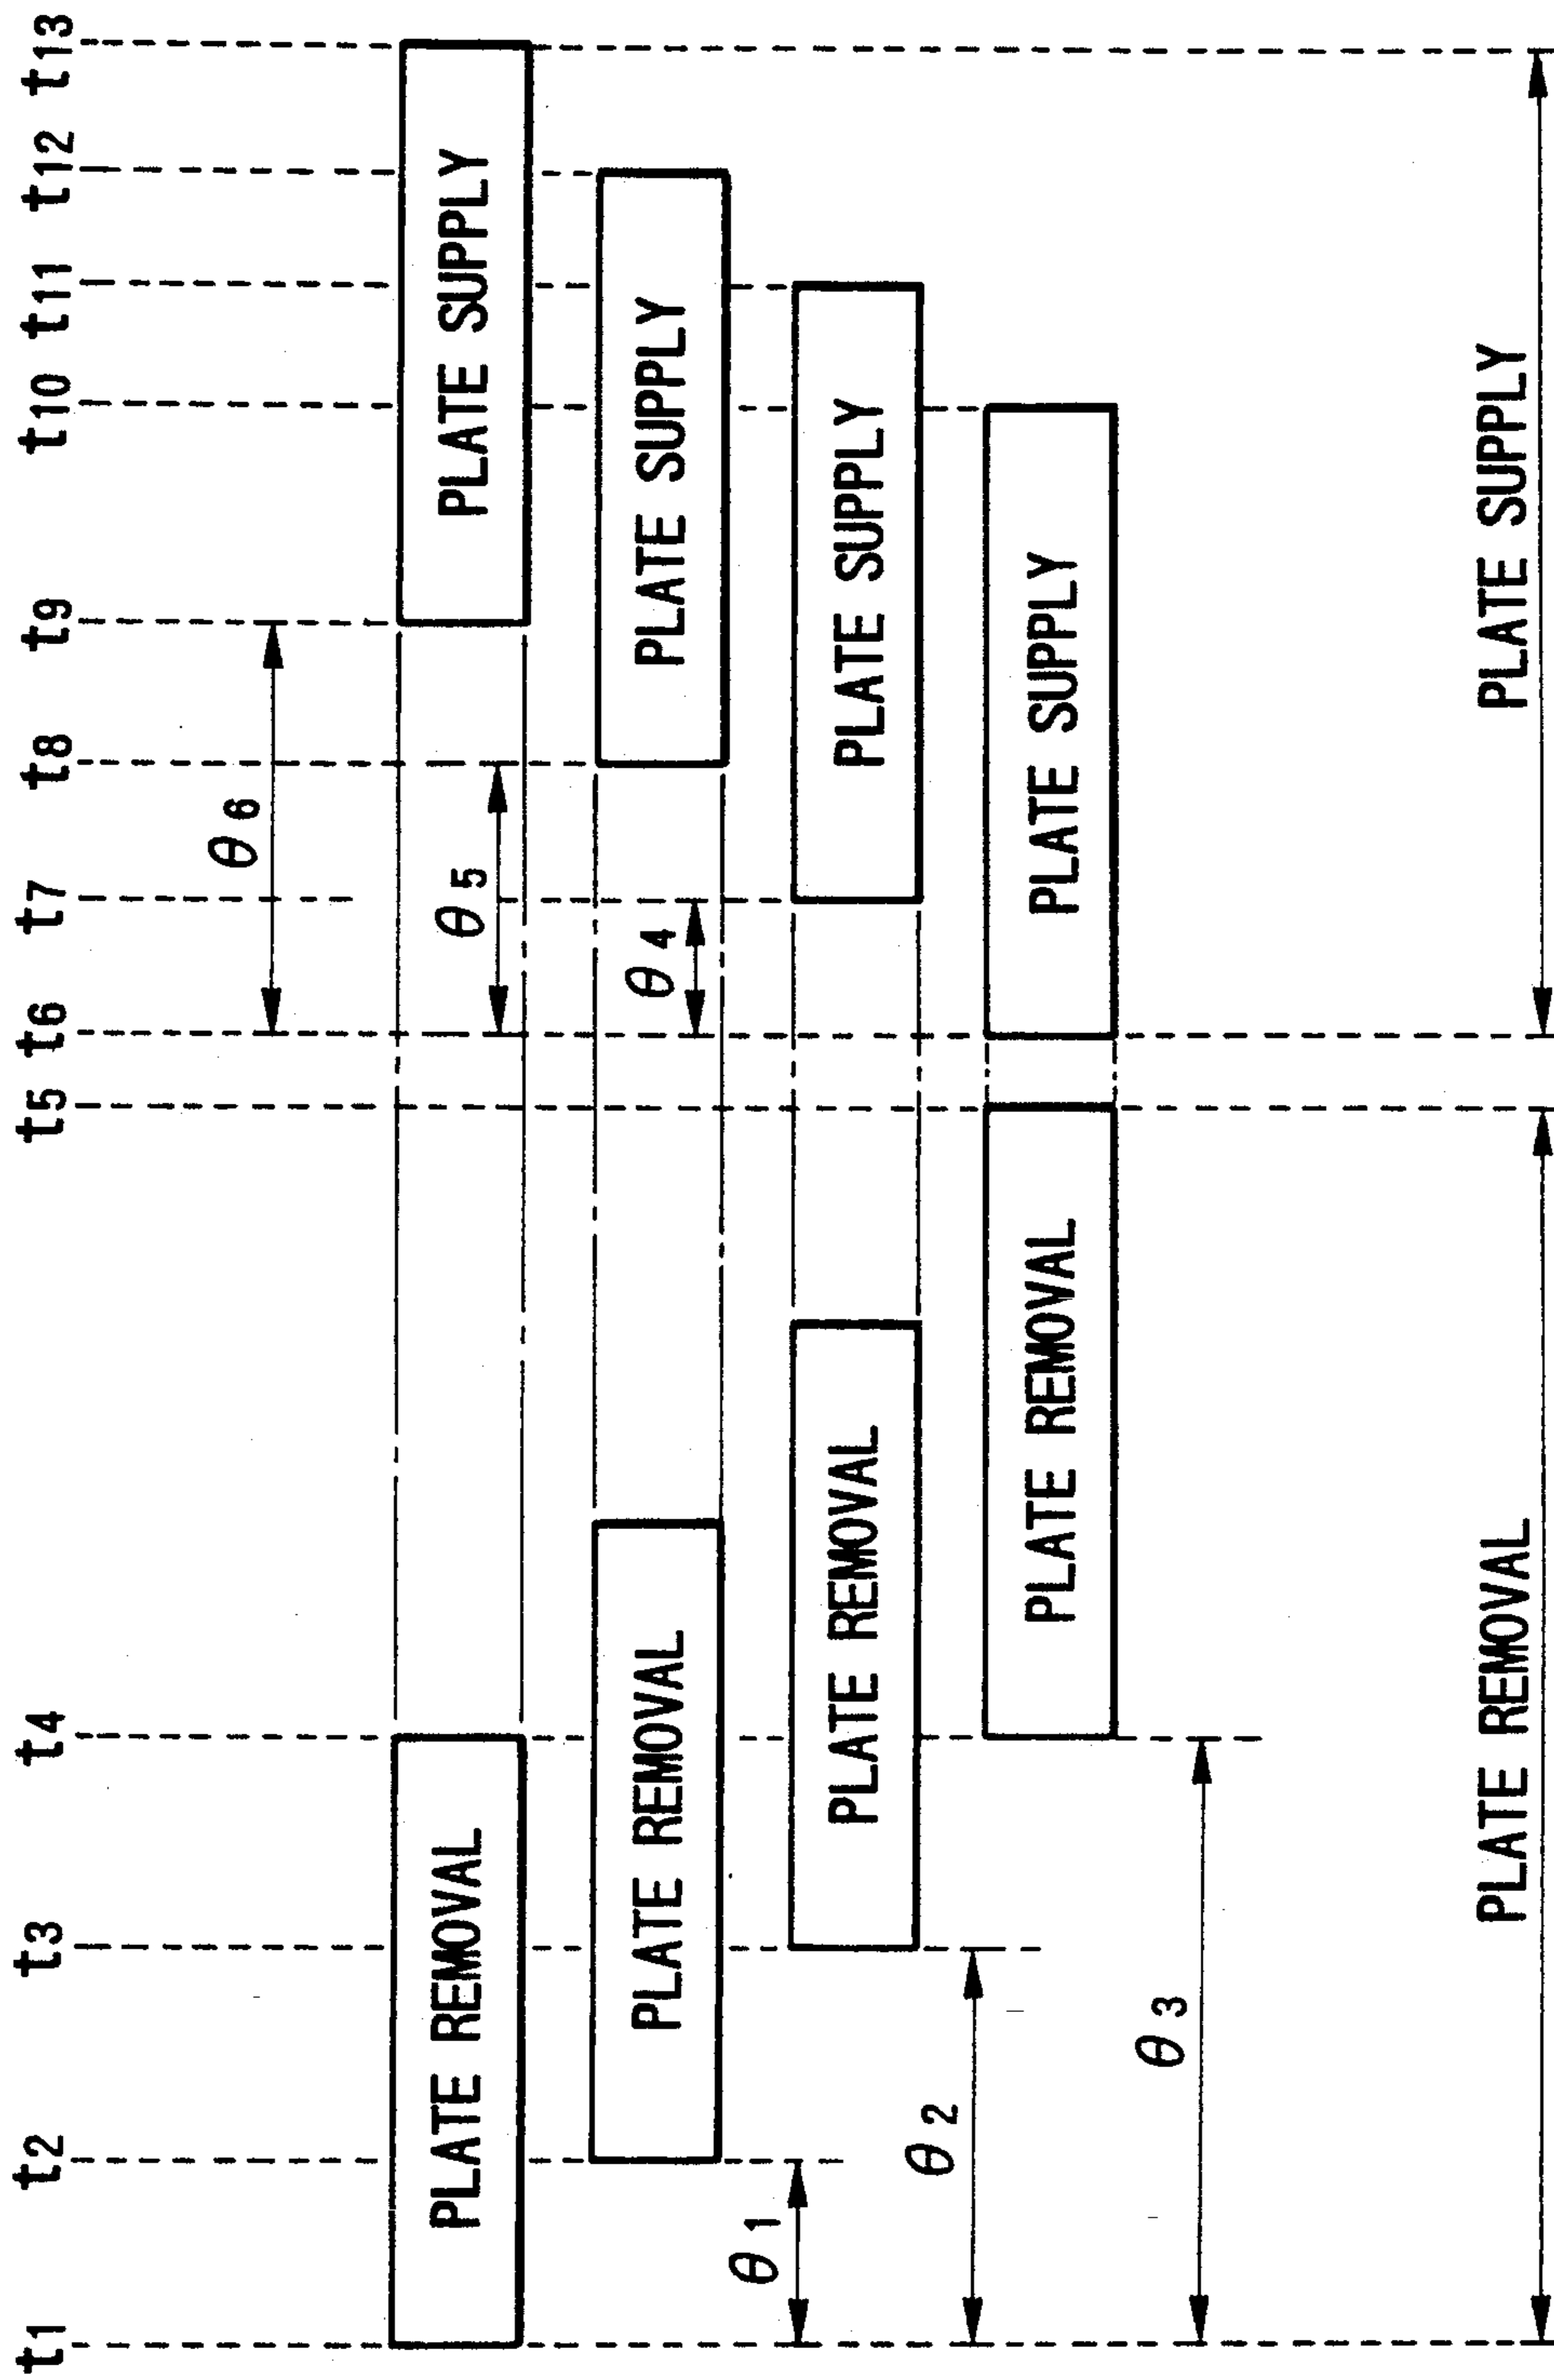 t1 t2 t3 t4 t5 t6 t7 t8 t9 t10 t11 t12 t13
θ6
PLATE REMOVAL PLATE SUPPLY
θ5
PLATE REMOVAL PLATE SUPPLY
θ4
θ1
PLATE REMOVAL PLATE SUPPLY
θ2
PLATE REMOVAL PLATE SUPPLY
θ3
PLATE REMOVAL PLATE SUPPLY